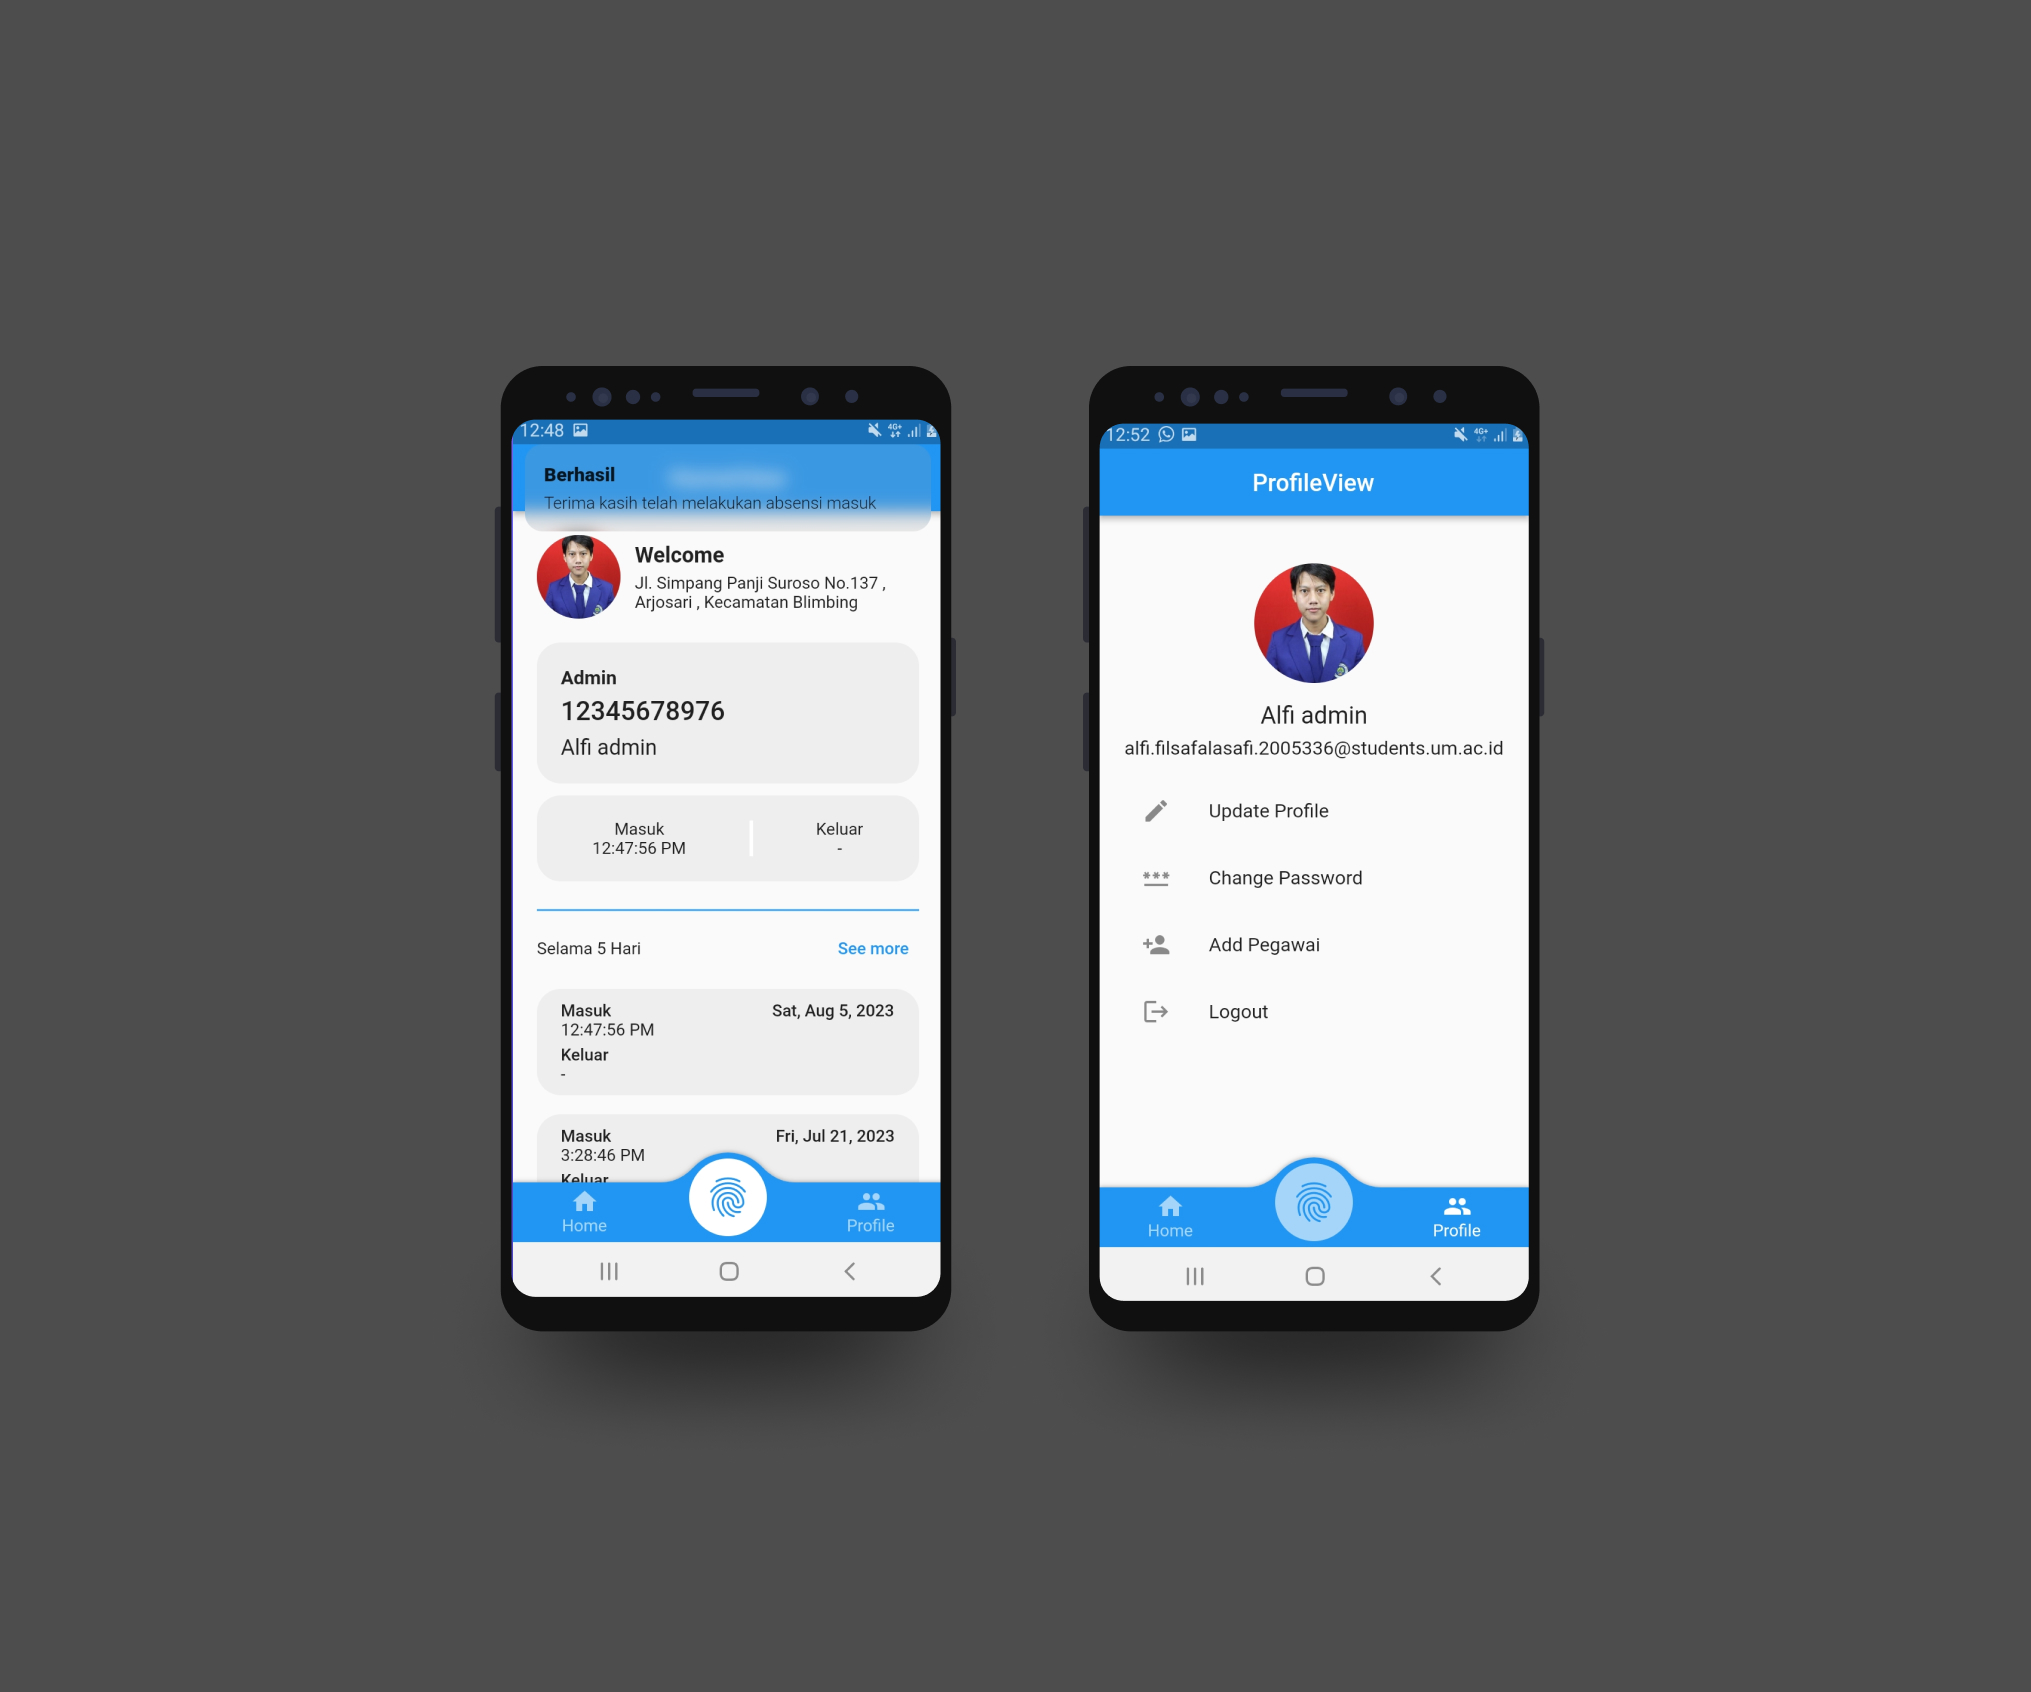 12:48
4G+
Berhasil
Terima kasih telah melakukan absensi masuk
Welcome
Jl. Simpang Panji Suroso No.137 ,
Arjosari , Kecamatan Blimbing
Admin
12345678976
Alfi admin
Masuk
12:47:56 PM
Keluar
-
Selama 5 Hari
See more
Masuk
Sat, Aug 5, 2023
12:47:56 PM
Keluar
-
Masuk
Fri, Jul 21, 2023
3:28:46 PM
Keluar
Home
Profile
12:52
4G+
ProfileView
Alfi admin
alfi.filsafalasafi.2005336@students.um.ac.id
Update Profile
Change Password
Add Pegawai
Logout
Home
Profile